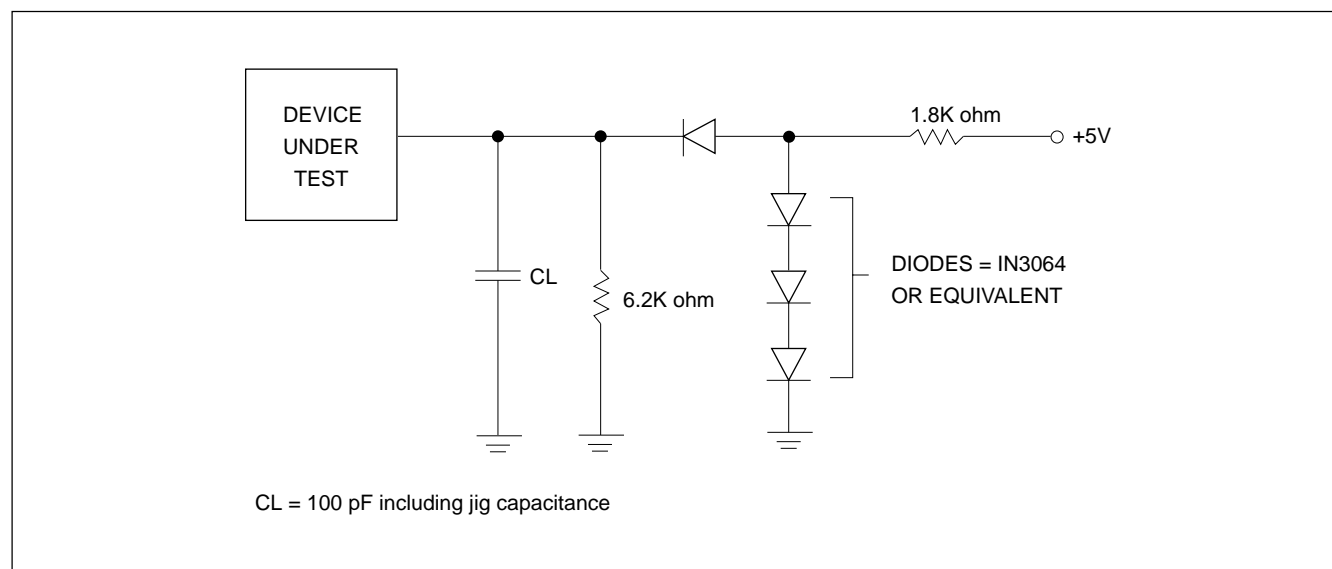 DEVICE
UNDER
TEST
1.8K ohm
+5V
CL
6.2K ohm
DIODES = IN3064
OR EQUIVALENT
CL = 100 pF including jig capacitance